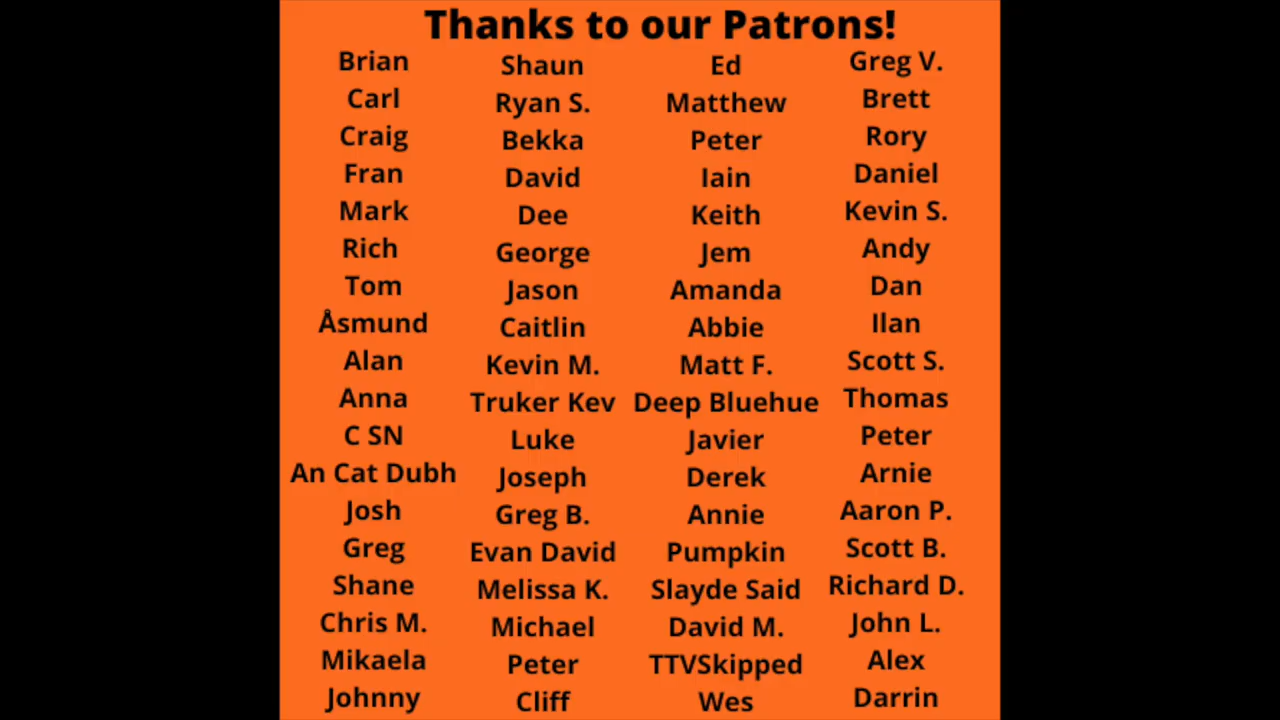 Thanks to our Patrons!
Brian
Carl
Craig
Fran
Mark
Rich
Tom
Åsmund
Alan
Anna
C SN
An Cat Dubh
Josh
Greg
Shane
Chris M.
Mikaela
Johnny
Shaun
Ryan S.
Bekka
David
Dee
George
Jason
Caitlin
Kevin M.
Truker Kev
Luke
Joseph
Greg B.
Evan David
Melissa K.
Michael
Peter
Cliff
Ed
Matthew
Peter
Iain
Keith
Jem
Amanda
Abbie
Matt F.
Deep Bluehue
Javier
Derek
Annie
Pumpkin
Slayde Said
David M.
TTVSkipped
Wes
Greg V.
Brett
Rory
Daniel
Kevin S.
Andy
Dan
Ilan
Scott S.
Thomas
Peter
Arnie
Aaron P.
Scott B.
Richard D.
John L.
Alex
Darrin